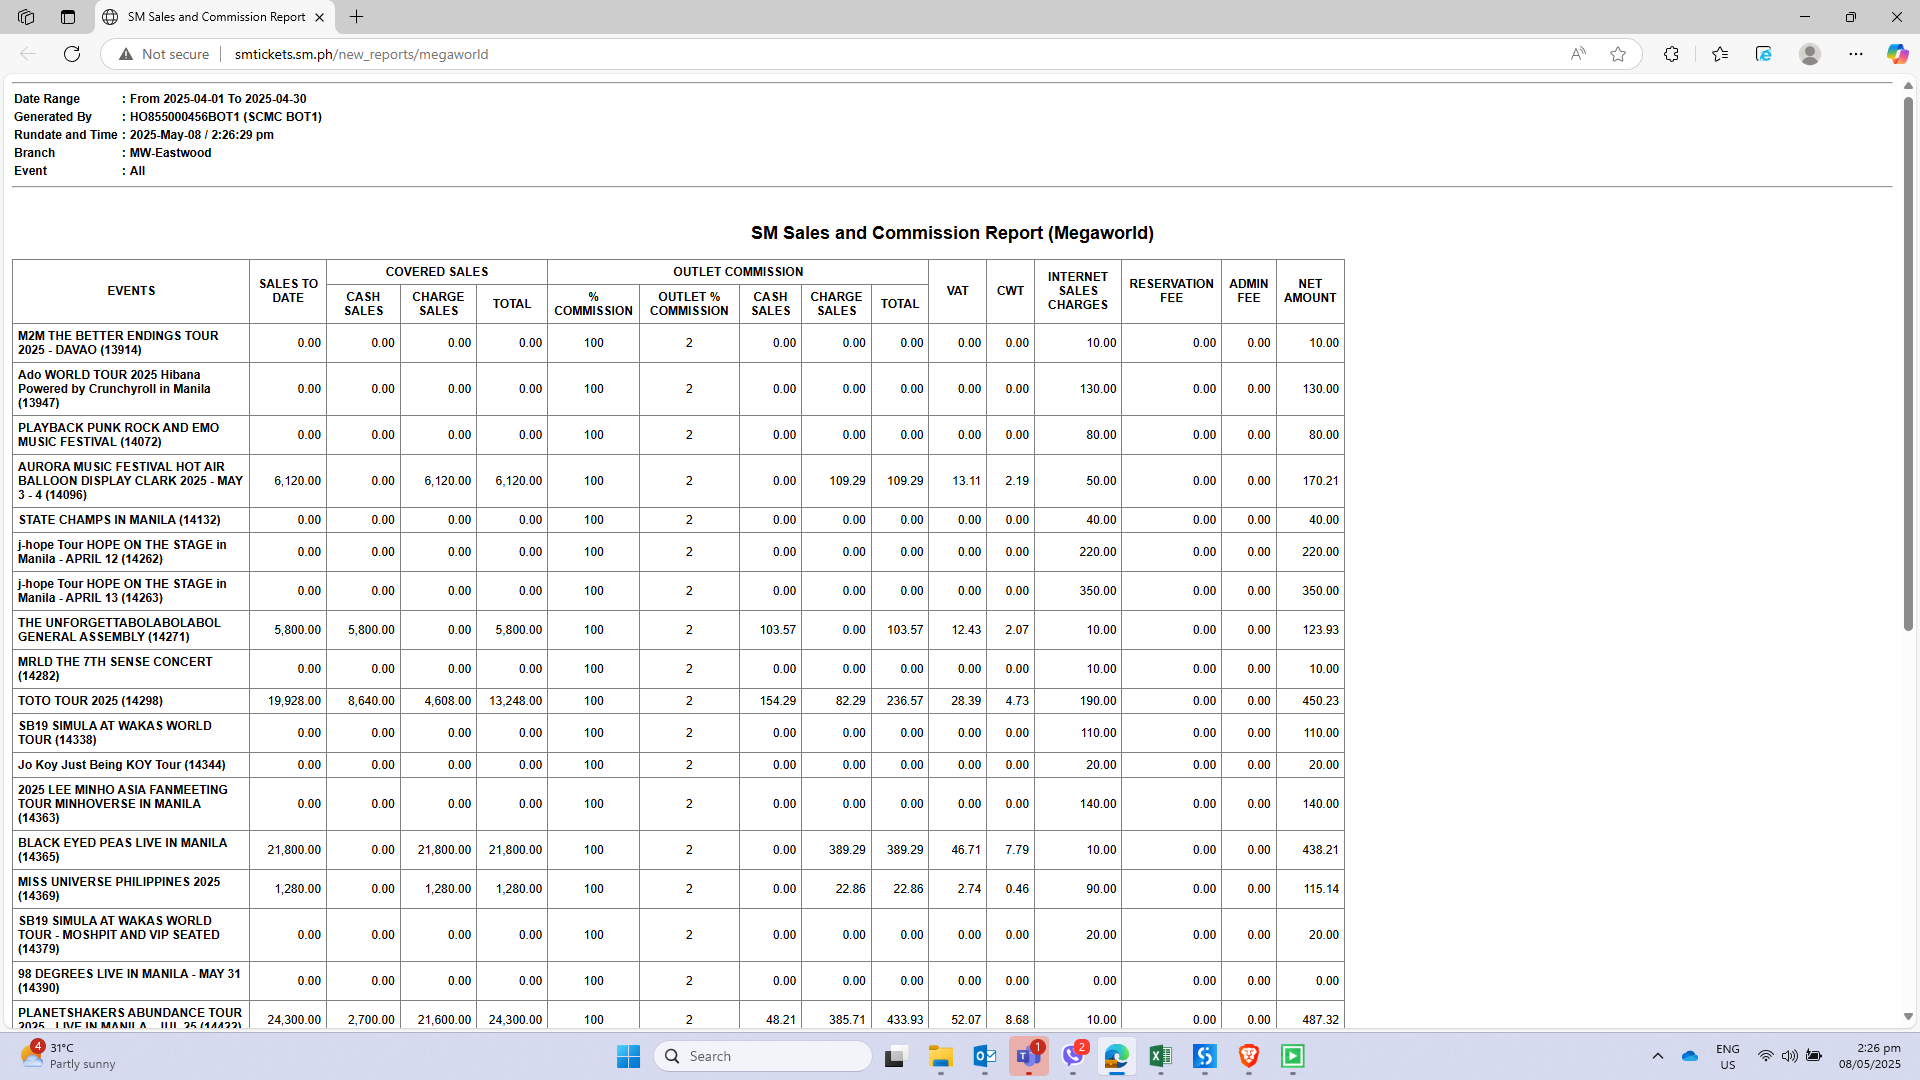 SM Sales and Commission Report
Not secure
smtickets.sm.ph/new_reports/megaworld
Date Range : From 2025-04-01 To 2025-04-30
Generated By : HO855000456BOT1 (SCMC BOT1)
Rundate and Time : 2025-May-08 / 2:26:29 pm
Branch : MW-Eastwood
Event : All
SM Sales and Commission Report (Megaworld)
EVENTS
SALES TO
DATE
COVERED SALES
CASH
SALES
CHARGE
SALES
TOTAL
OUTLET COMMISSION
%
COMMISSION
OUTLET %
COMMISSION
CASH
SALES
CHARGE
SALES
TOTAL
VAT
CWT
INTERNET
SALES
CHARGES
RESERVATION
FEE
ADMIN
FEE
NET
AMOUNT
M2M THE BETTER ENDINGS TOUR
2025 - DAVAO (13914)
0.00 0.00 0.00 0.00 100 2 0.00 0.00 0.00 0.00 0.00 10.00 0.00 0.00 10.00
Ado WORLD TOUR 2025 Hibana
Powered by Crunchyroll in Manila
(13947)
0.00 0.00 0.00 0.00 100 2 0.00 0.00 0.00 0.00 0.00 130.00 0.00 0.00 130.00
PLAYBACK PUNK ROCK AND EMO
MUSIC FESTIVAL (14072)
0.00 0.00 0.00 0.00 100 2 0.00 0.00 0.00 0.00 0.00 80.00 0.00 0.00 80.00
AURORA MUSIC FESTIVAL HOT AIR
BALLOON DISPLAY CLARK 2025 - MAY
3 - 4 (14096)
6,120.00 0.00 6,120.00 6,120.00 100 2 0.00 109.29 109.29 13.11 2.19 50.00 0.00 0.00 170.21
STATE CHAMPS IN MANILA (14132) 0.00 0.00 0.00 0.00 100 2 0.00 0.00 0.00 0.00 0.00 40.00 0.00 0.00 40.00
j-hope Tour HOPE ON THE STAGE in
Manila - APRIL 12 (14262)
0.00 0.00 0.00 0.00 100 2 0.00 0.00 0.00 0.00 0.00 220.00 0.00 0.00 220.00
j-hope Tour HOPE ON THE STAGE in
Manila - APRIL 13 (14263)
0.00 0.00 0.00 0.00 100 2 0.00 0.00 0.00 0.00 0.00 350.00 0.00 0.00 350.00
THE UNFORGETTABOLABOLABOL
GENERAL ASSEMBLY (14271)
5,800.00 5,800.00 0.00 5,800.00 100 2 103.57 0.00 103.57 12.43 2.07 10.00 0.00 0.00 123.93
MRLD THE 7TH SENSE CONCERT
(14282)
0.00 0.00 0.00 0.00 100 2 0.00 0.00 0.00 0.00 0.00 10.00 0.00 0.00 10.00
TOTO TOUR 2025 (14298) 19,928.00 8,640.00 4,608.00 13,248.00 100 2 154.29 82.29 236.57 28.39 4.73 190.00 0.00 0.00 450.23
SB19 SIMULA AT WAKAS WORLD
TOUR (14338)
0.00 0.00 0.00 0.00 100 2 0.00 0.00 0.00 0.00 0.00 110.00 0.00 0.00 110.00
Jo Koy Just Being KOY Tour (14344) 0.00 0.00 0.00 0.00 100 2 0.00 0.00 0.00 0.00 0.00 20.00 0.00 0.00 20.00
2025 LEE MINHO ASIA FANMEETING
TOUR MINHOVERSE IN MANILA
(14363)
0.00 0.00 0.00 0.00 100 2 0.00 0.00 0.00 0.00 0.00 140.00 0.00 0.00 140.00
BLACK EYED PEAS LIVE IN MANILA
(14365)
21,800.00 0.00 21,800.00 21,800.00 100 2 0.00 389.29 389.29 46.71 7.79 10.00 0.00 0.00 438.21
MISS UNIVERSE PHILIPPINES 2025
(14369)
1,280.00 0.00 1,280.00 1,280.00 100 2 0.00 22.86 22.86 2.74 0.46 90.00 0.00 0.00 115.14
SB19 SIMULA AT WAKAS WORLD
TOUR - MOSHPIT AND VIP SEATED
(14379)
0.00 0.00 0.00 0.00 100 2 0.00 0.00 0.00 0.00 0.00 20.00 0.00 0.00 20.00
98 DEGREES LIVE IN MANILA - MAY 31
(14390)
0.00 0.00 0.00 0.00 100 2 0.00 0.00 0.00 0.00 0.00 0.00 0.00 0.00 0.00
PLANETSHAKERS ABUNDANCE TOUR
2025 - LIVE IN MANILA - JUL 25 (14433)
24,300.00 2,700.00 21,600.00 24,300.00 100 2 48.21 385.71 433.93 52.07 8.68 10.00 0.00 0.00 487.32
4
31°C
Partly sunny
Search
1
2
ENG
US
2:26 pm
08/05/2025